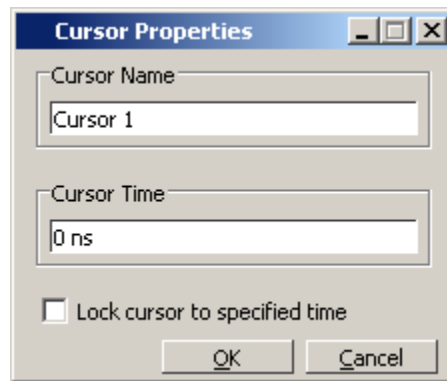 Cursor Properties
Cursor Name
Cursor 1
Cursor Time
0 ns
Lock cursor to specified time
OK Cancel